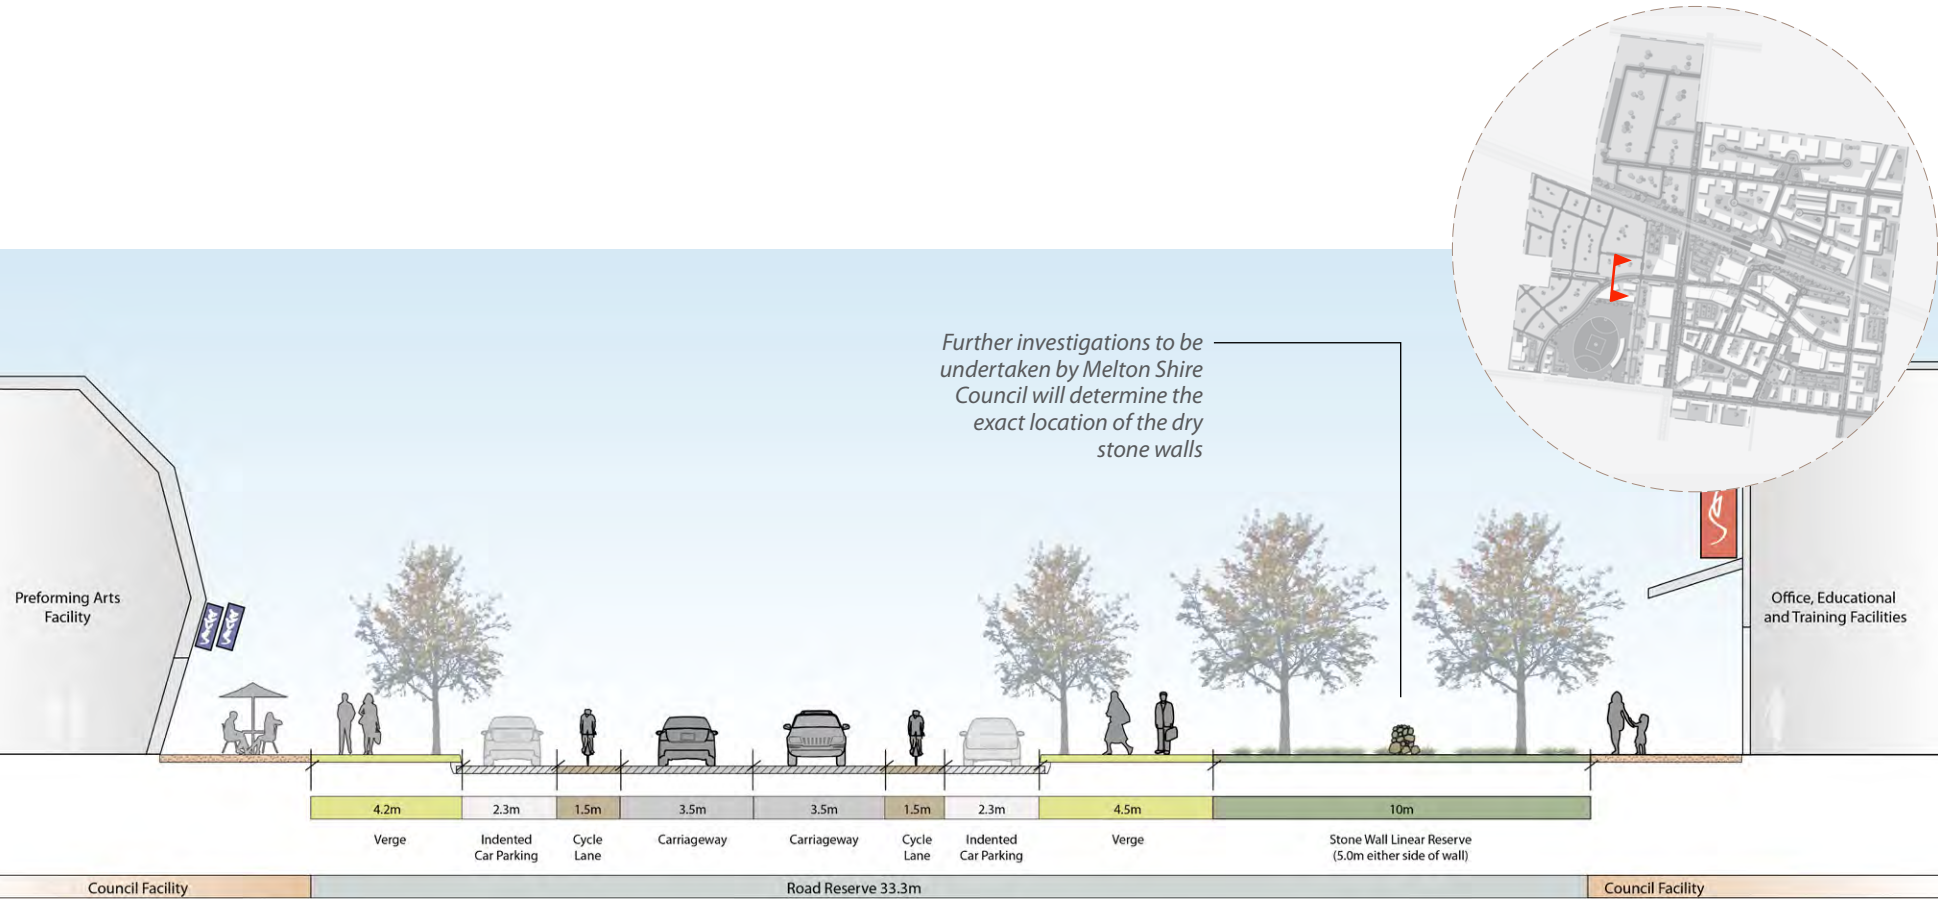 Further investigations to be
undertaken by Melton Shire
Council will determine the
exact location of the dry
stone walls
Preforming Arts
Facility
Office, Educational
and Training Facilities
4.2m
2.3m
1.5m
3.5m
3.5m
1.5m
2.3m
4.5m
10m
Verge
Indented
Car Parking
Cycle
Lane
Carriageway
Carriageway
Cycle
Lane
Indented
Car Parking
Verge
Stone Wall Linear Reserve
(5.0m either side of wall)
Council Facility
Road Reserve 33.3m
Council Facility